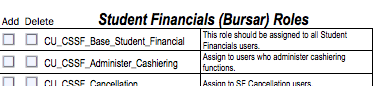 Add Delete Student Financials (Bursar) Roles
CU_CSSF_Base_Student_Financial This role should be assigned to all Student
Financials users.
CU_CSSF_Administer_Cashiering Assign to users who administer cashiering
functions.
CU_CSSF_Cancellation Assign to SF Cancellation users